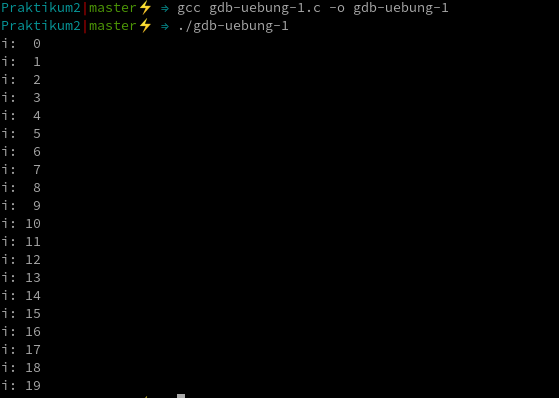 Praktikum2|master⚡ ⇒ gcc gdb-uebung-1.c -o gdb-uebung-1
Praktikum2|master⚡ ⇒ ./gdb-uebung-1
i:  0
i:  1
i:  2
i:  3
i:  4
i:  5
i:  6
i:  7
i:  8
i:  9
i: 10
i: 11
i: 12
i: 13
i: 14
i: 15
i: 16
i: 17
i: 18
i: 19